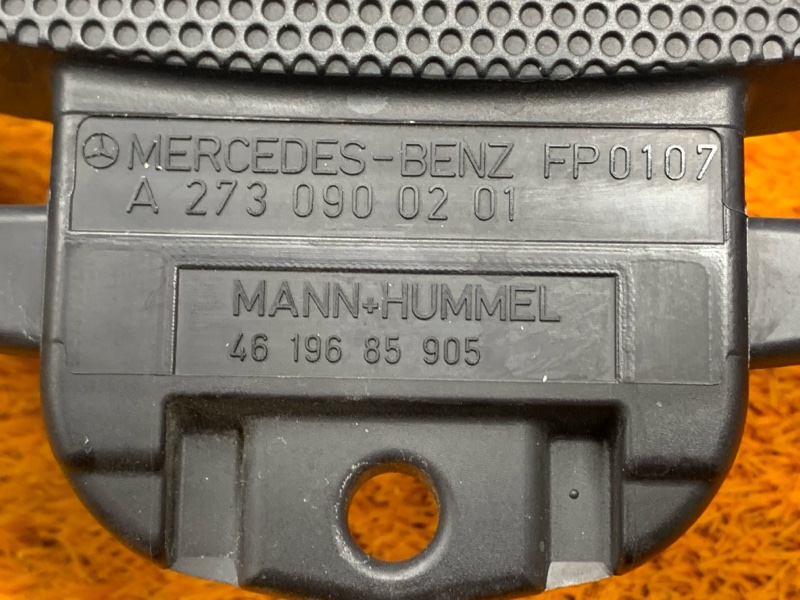 MERCEDES-BENZ FP0107
A 273 090 02 01
MANN+HUMMEL
46 196 85 905